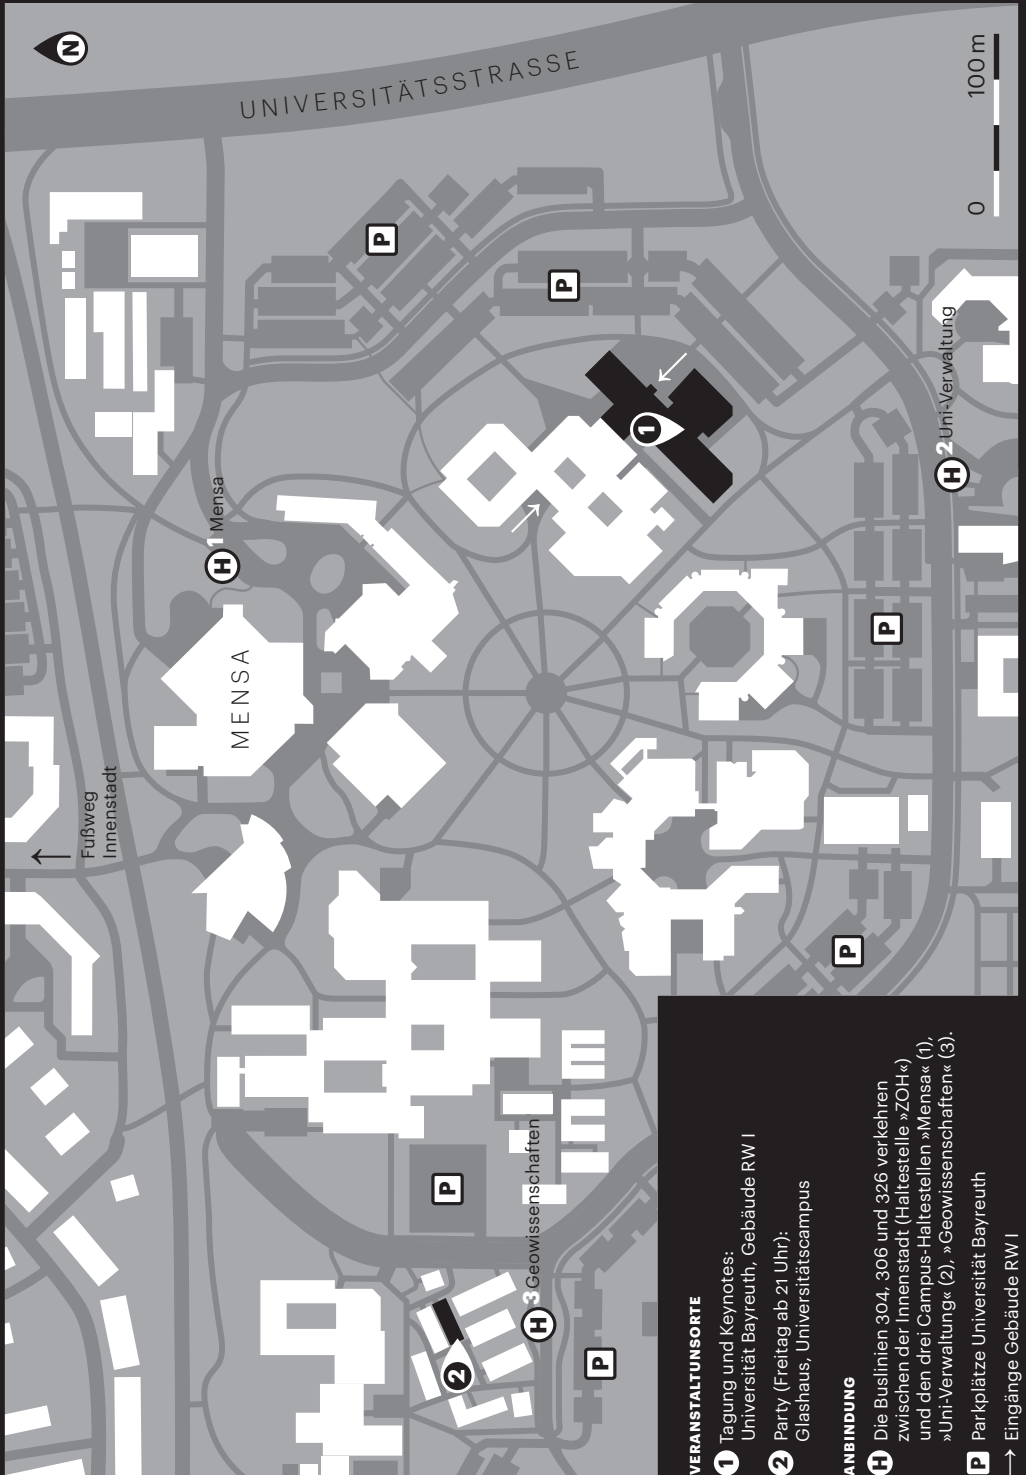 N
UNIVERSITÄTSSTRASSE
0 100 m
P
P
1
H 1 Mensa
MENSA
H 2 Uni-Verwaltung
P
↑ Fußweg
Innenstadt
P
P
H 3 Geowissenschaften
2
P
VERANSTALTUNSORTE
1 Tagung und Keynotes:
Universität Bayreuth, Gebäude RW I
2 Party (Freitag ab 21 Uhr):
Glashaus, Universitätscampus
ANBINDUNG
H Die Buslinien 304, 306 und 326 verkehren
zwischen der Innenstadt (Haltestelle »ZOH«)
und den drei Campus-Haltestellen »Mensa« (1),
»Uni-Verwaltung« (2), »Geowissenschaften« (3).
P Parkplätze Universität Bayreuth
→ Eingänge Gebäude RW I